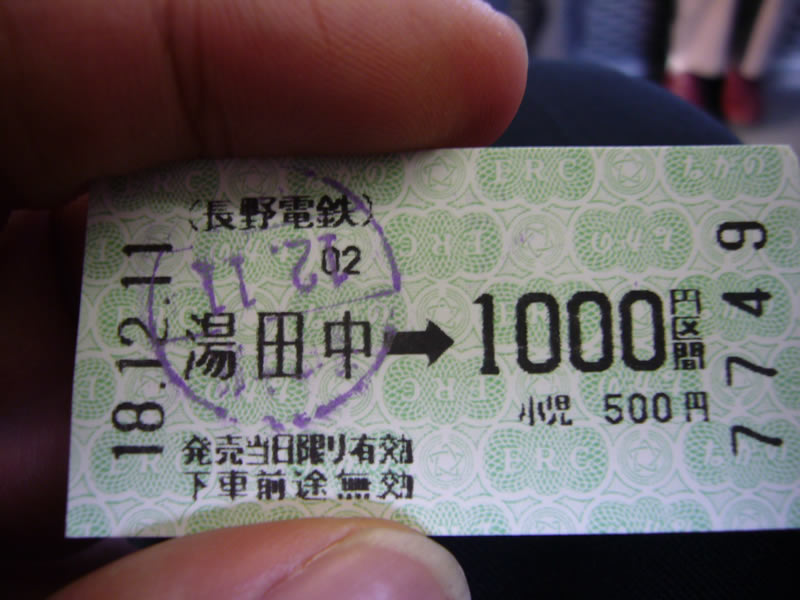 (長野電鉄)
02
18.12.11
12.11
湯田中➡1000円区間
小児 500円
発売当日限り有効
下車前途無効
7749